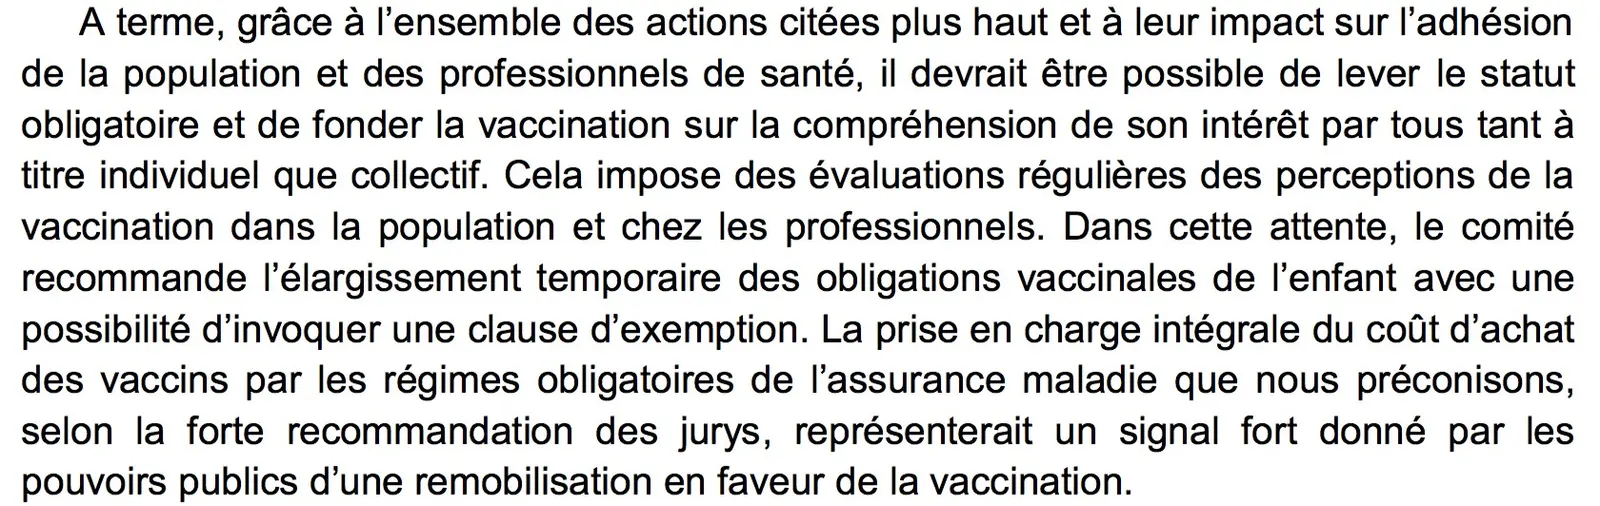 A terme, grâce à l’ensemble des actions citées plus haut et à leur impact sur l’adhésion
de la population et des professionnels de santé, il devrait être possible de lever le statut
obligatoire et de fonder la vaccination sur la compréhension de son intérêt par tous tant à
titre individuel que collectif. Cela impose des évaluations régulières des perceptions de la
vaccination dans la population et chez les professionnels. Dans cette attente, le comité
recommande l’élargissement temporaire des obligations vaccinales de l’enfant avec une
possibilité d’invoquer une clause d’exemption. La prise en charge intégrale du coût d’achat
des vaccins par les régimes obligatoires de l’assurance maladie que nous préconisons,
selon la forte recommandation des jurys, représenterait un signal fort donné par les
pouvoirs publics d’une remobilisation en faveur de la vaccination.